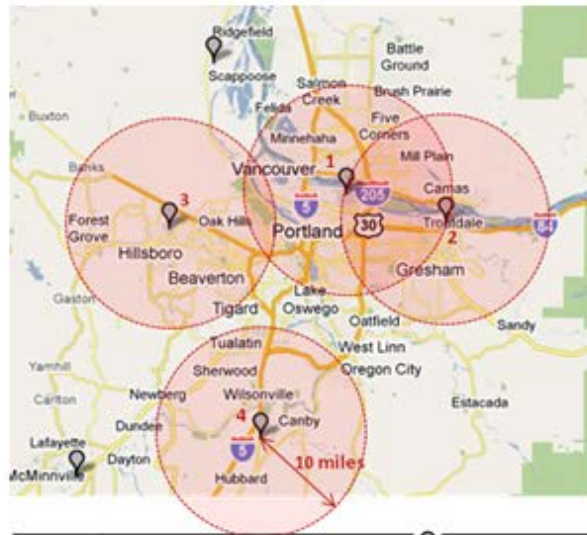 Ridgefield
Battle
Ground
Scappoose
Salmon
Creek
Brush Prairie
Felida
Buxton
Five
Corners
Minnehaha
Mill Plain
Banks
Vancouver
1
205
Camas
3
5
Forest
Grove
Oak Hills
Portland
30
Troutdale
2
84
Hillsboro
Beaverton
Gresham
Lake
Oswego
Gaston
Tigard
Oatfield
Sandy
Tualatin
West Linn
Yamhill
Sherwood
Oregon City
Carlton
Newberg
Wilsonville
Estacada
Dundee
4
Canby
Lafayette
5
10 miles
McMinnville
Dayton
Hubbard